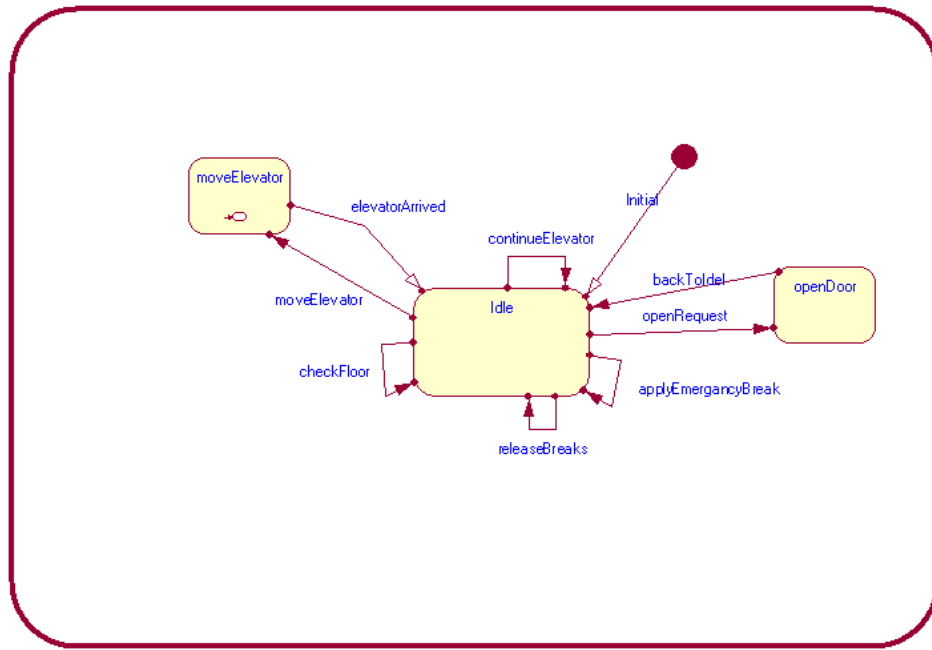 moveElevator
elevatorArrived
Initial
continueElevator
backToIdel
openDoor
moveElevator
Idle
openRequest
checkFloor
applyEmergancyBreak
releaseBreaks